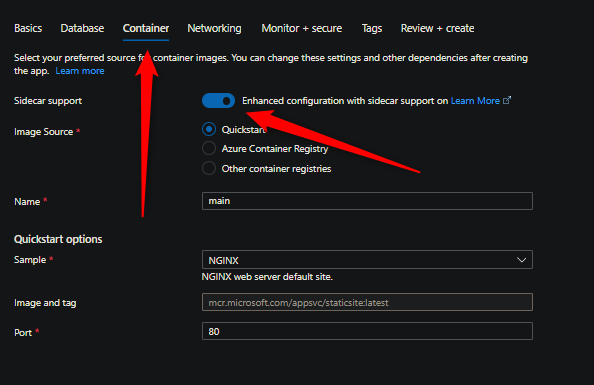 Basics Database Container Networking Monitor + secure Tags Review + create
Select your preferred source for container images. You can change these settings and other dependencies after creating
the app. Learn more
Sidecar support Enhanced configuration with sidecar support on Learn More
Image Source * Quickstart
Azure Container Registry
Other container registries
Name * main
Quickstart options
Sample * NGINX
NGINX web server default site.
Image and tag mcr.microsoft.com/appsvc/staticsite:latest
Port * 80